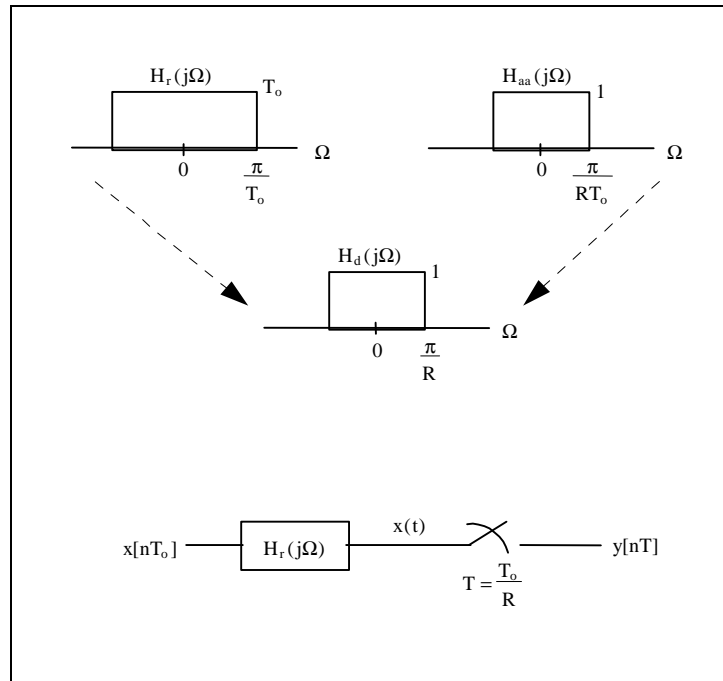 H_r(jΩ) T_o
0 π/T_o Ω
H_aa(jΩ) 1
0 π/RT_o Ω
H_d(jΩ) 1
0 π/R Ω
x[nT_o] H_r(jΩ) x(t) y[nT]
T = T_o/R